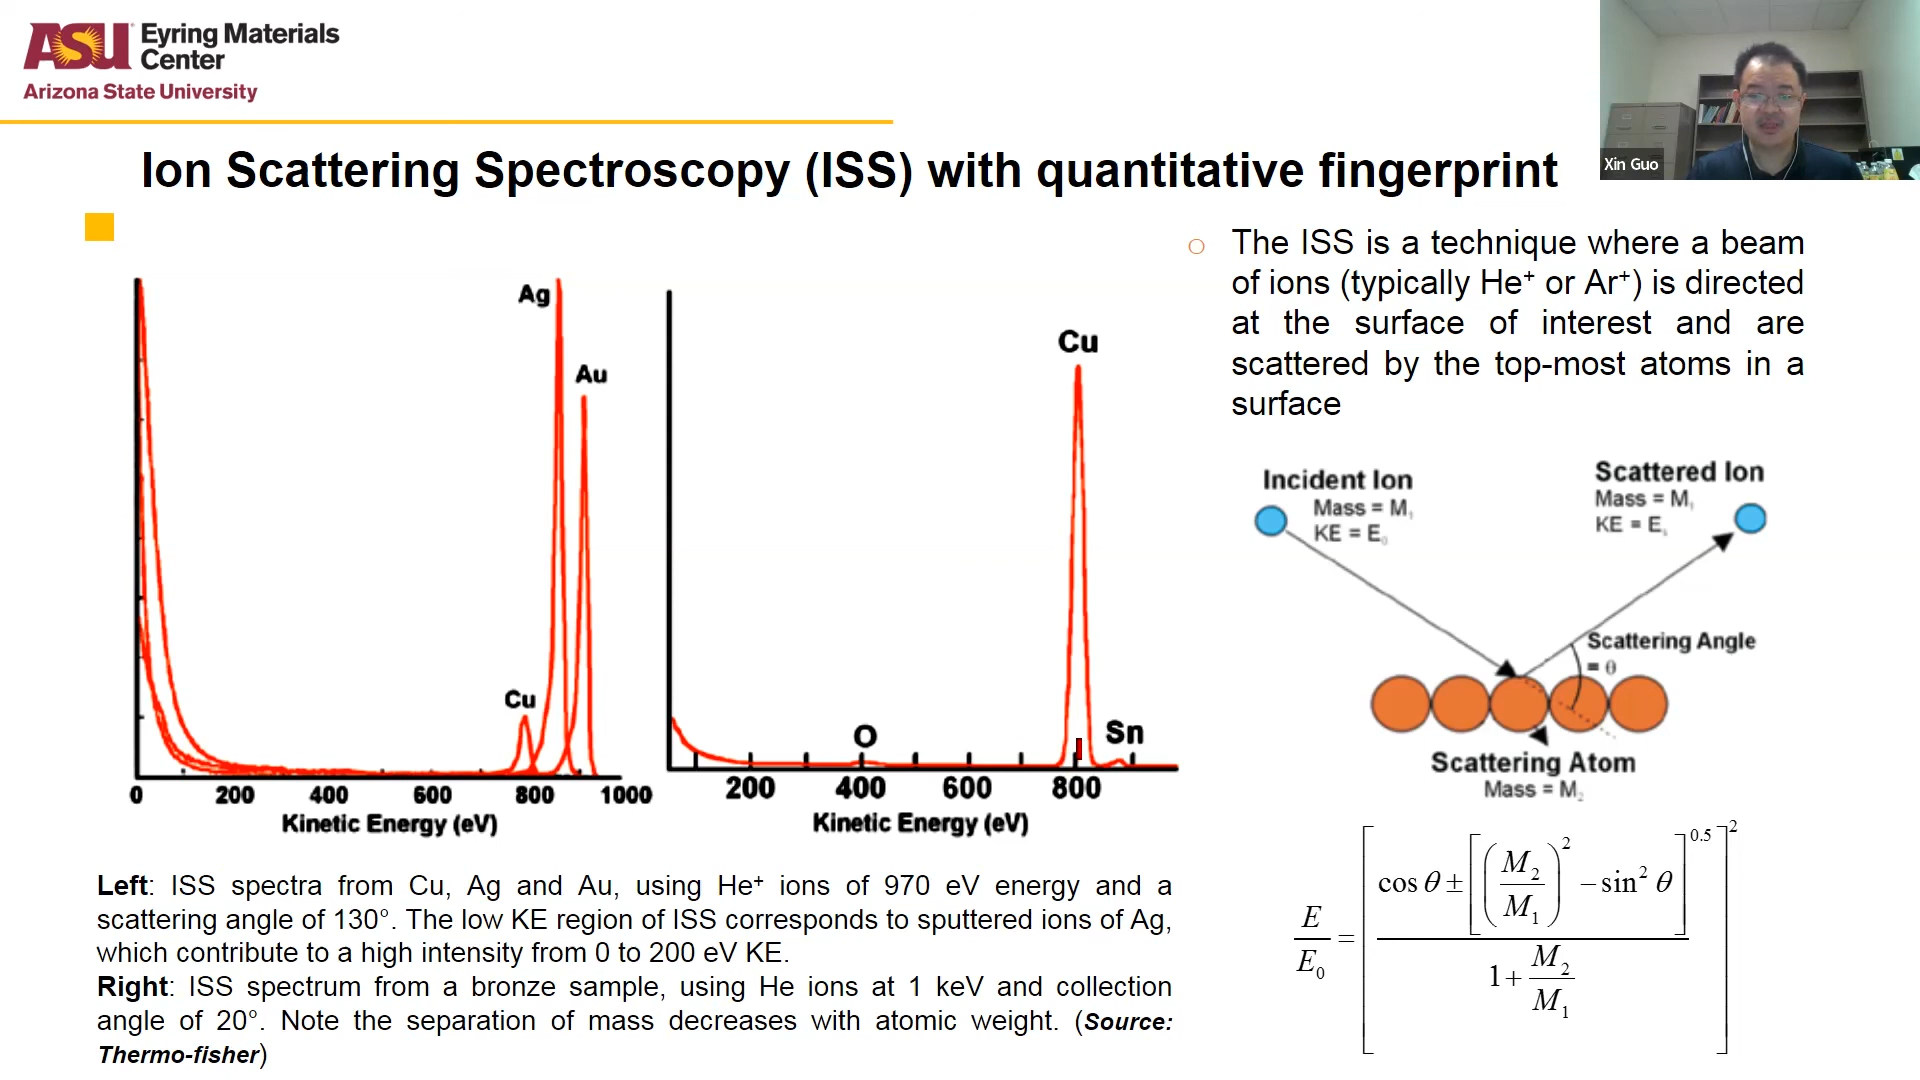 ASU Eyring Materials
Center
Arizona State University
Xin Guo
Ion Scattering Spectroscopy (ISS) with quantitative fingerprint
The ISS is a technique where a beam
of ions (typically He⁺ or Ar⁺) is directed
at the surface of interest and are
scattered by the top-most atoms in a
surface
Ag
Au
Cu
0 200 400 600 800 1000
Kinetic Energy (eV)
Cu
O
Sn
200 400 600 800
Kinetic Energy (eV)
Incident Ion
Mass = M₁
KE = E₀
Scattered Ion
Mass = M₁
KE = E₁
Scattering Angle
= θ
Scattering Atom
Mass = M₂
E/E₀ = [(cos θ ± [(M₂/M₁)² − sin² θ]^0.5) / (1 + M₂/M₁)]²
Left: ISS spectra from Cu, Ag and Au, using He⁺ ions of 970 eV energy and a
scattering angle of 130°. The low KE region of ISS corresponds to sputtered ions of Ag,
which contribute to a high intensity from 0 to 200 eV KE.
Right: ISS spectrum from a bronze sample, using He ions at 1 keV and collection
angle of 20°. Note the separation of mass decreases with atomic weight. (Source:
Thermo-fisher)